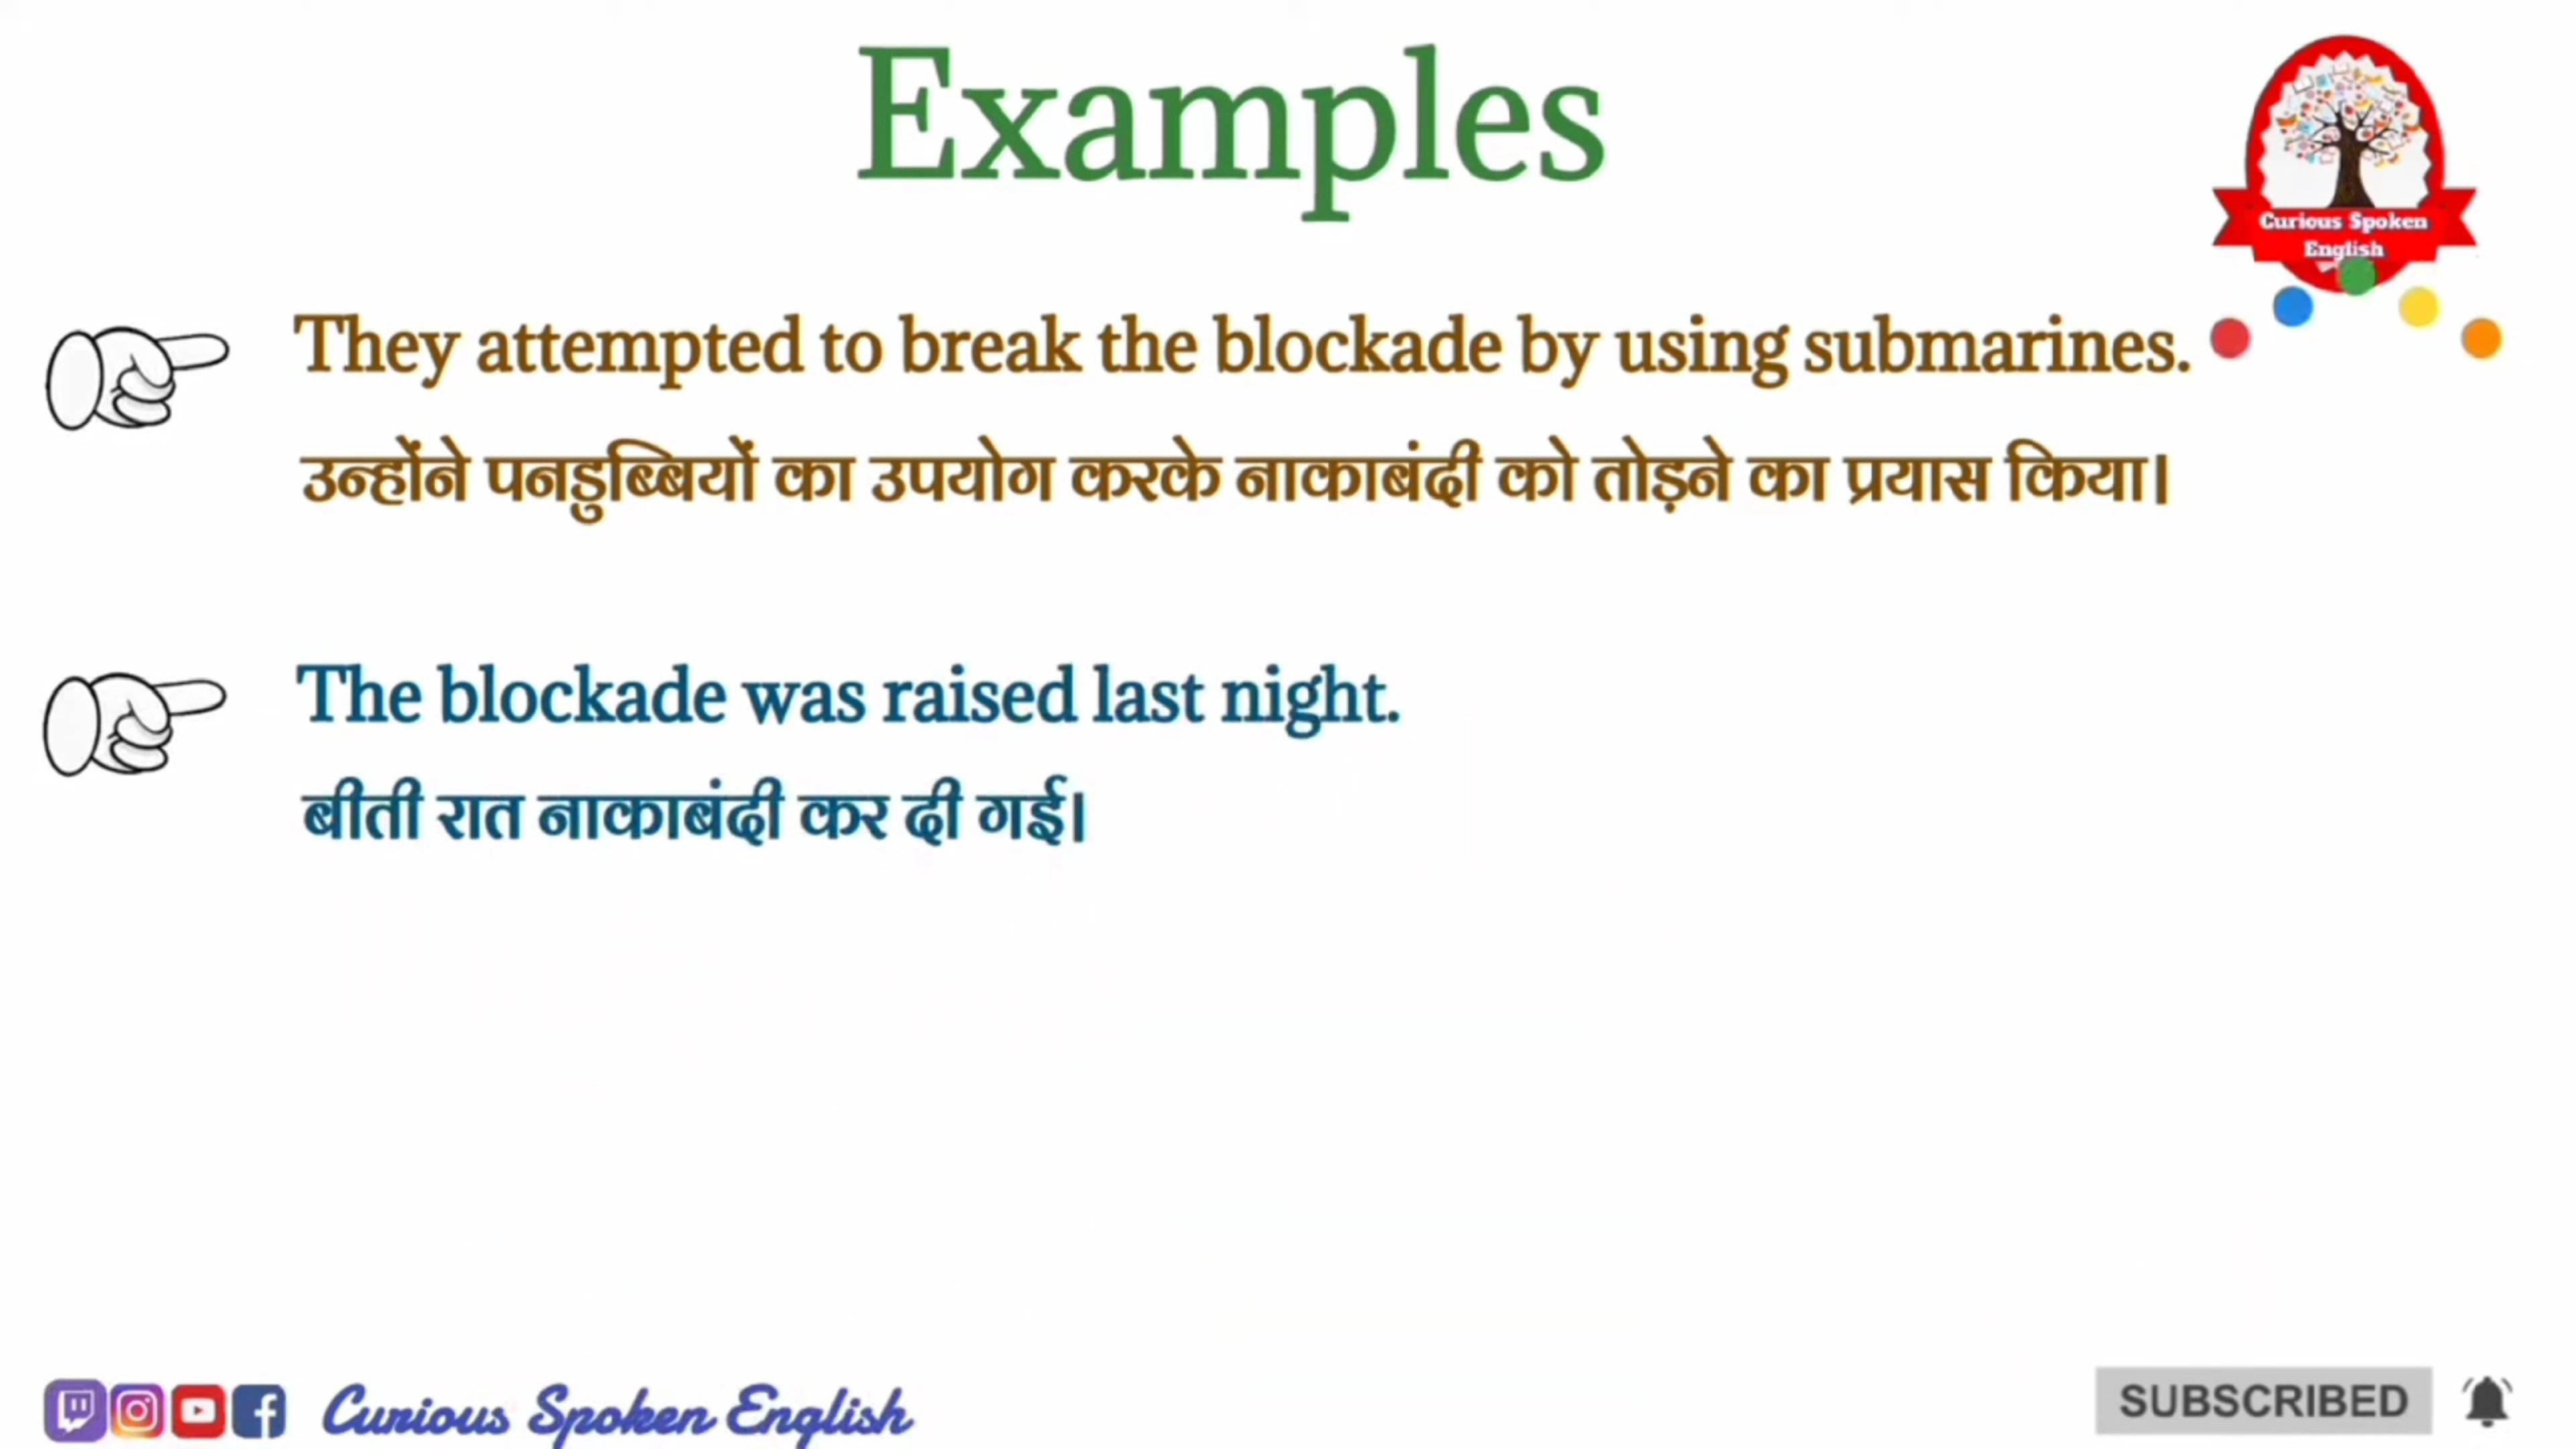 Examples
Curious Spoken
English
They attempted to break the blockade by using submarines.
उन्होंने पनडुब्बियों का उपयोग करके नाकाबंदी को तोड़ने का प्रयास किया।
The blockade was raised last night.
बीती रात नाकाबंदी कर दी गई।
Curious Spoken English
SUBSCRIBED